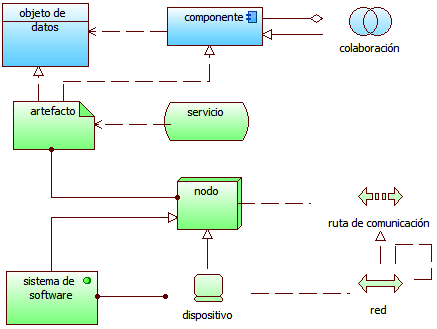 objeto de
datos
componente
colaboración
artefacto
servicio
nodo
ruta de comunicación
sistema de
software
dispositivo
red